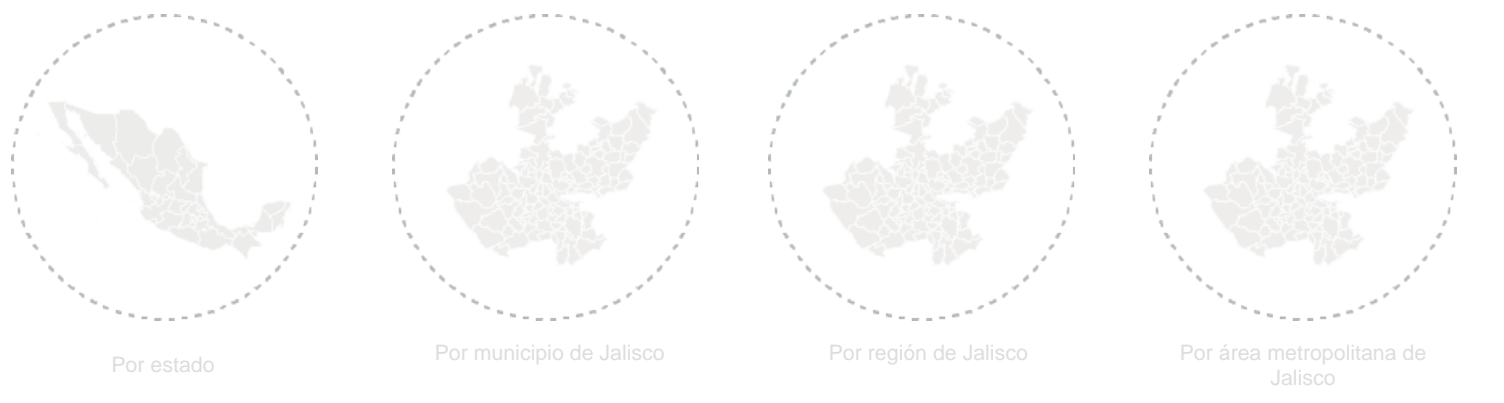 Por estado
Por municipio de Jalisco
Por región de Jalisco
Por área metropolitana de
Jalisco